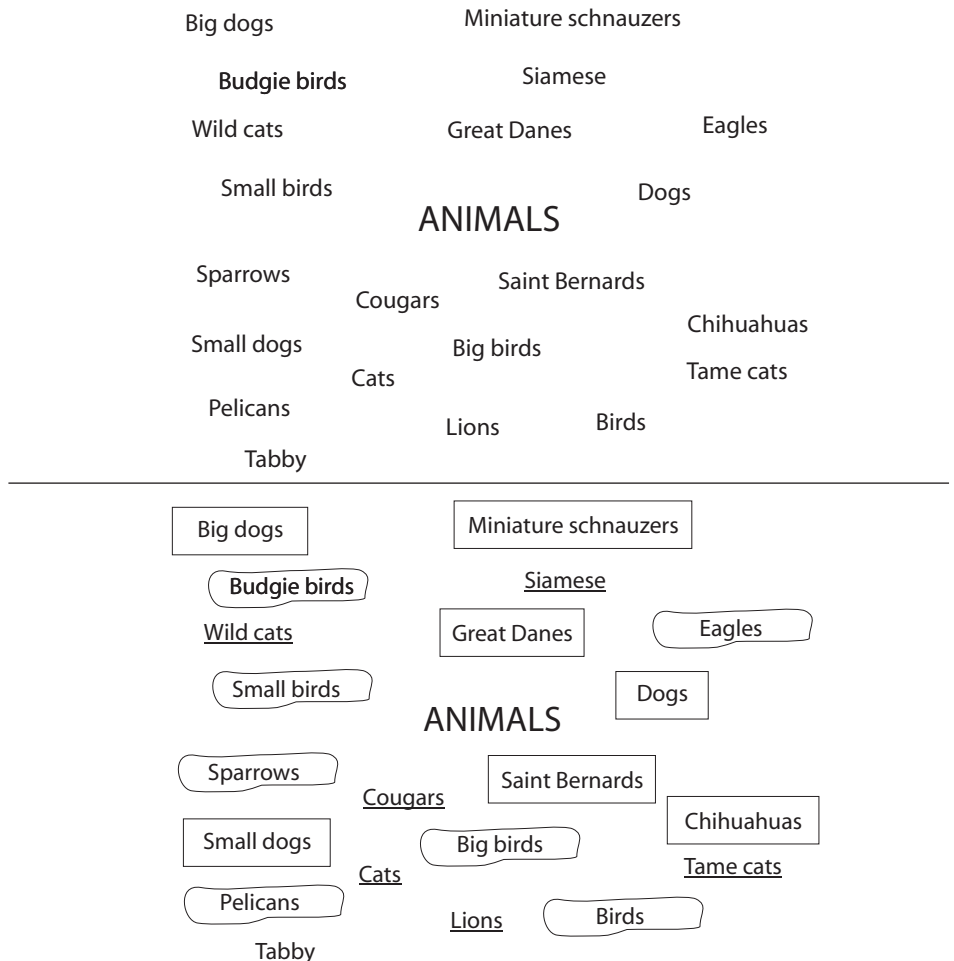 Big dogs
Miniature schnauzers
Budgie birds
Siamese
Wild cats
Great Danes
Eagles
Small birds
Dogs
ANIMALS
Sparrows
Saint Bernards
Cougars
Chihuahuas
Small dogs
Big birds
Cats
Tame cats
Pelicans
Lions
Birds
Tabby
Big dogs
Miniature schnauzers
Budgie birds
Siamese
Wild cats
Great Danes
Eagles
Small birds
Dogs
ANIMALS
Sparrows
Saint Bernards
Cougars
Chihuahuas
Small dogs
Big birds
Cats
Tame cats
Pelicans
Lions
Birds
Tabby